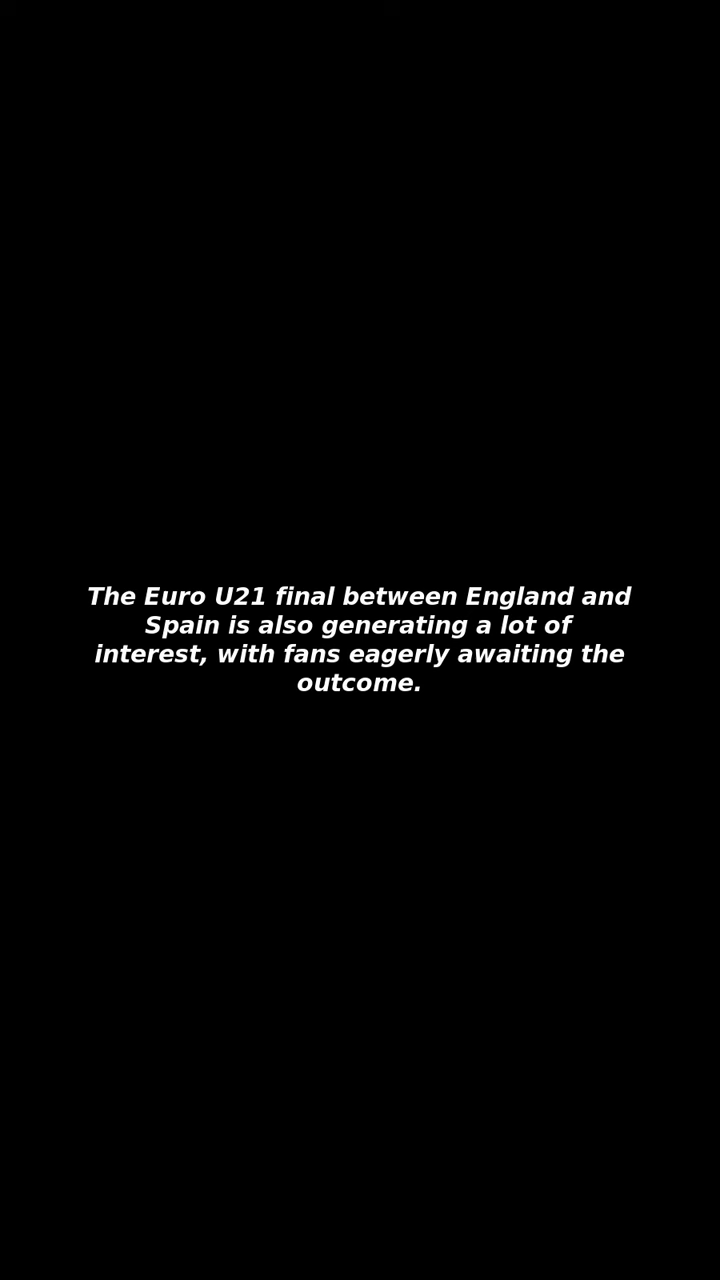 The Euro U21 final between England and
Spain is also generating a lot of
interest, with fans eagerly awaiting the
outcome.